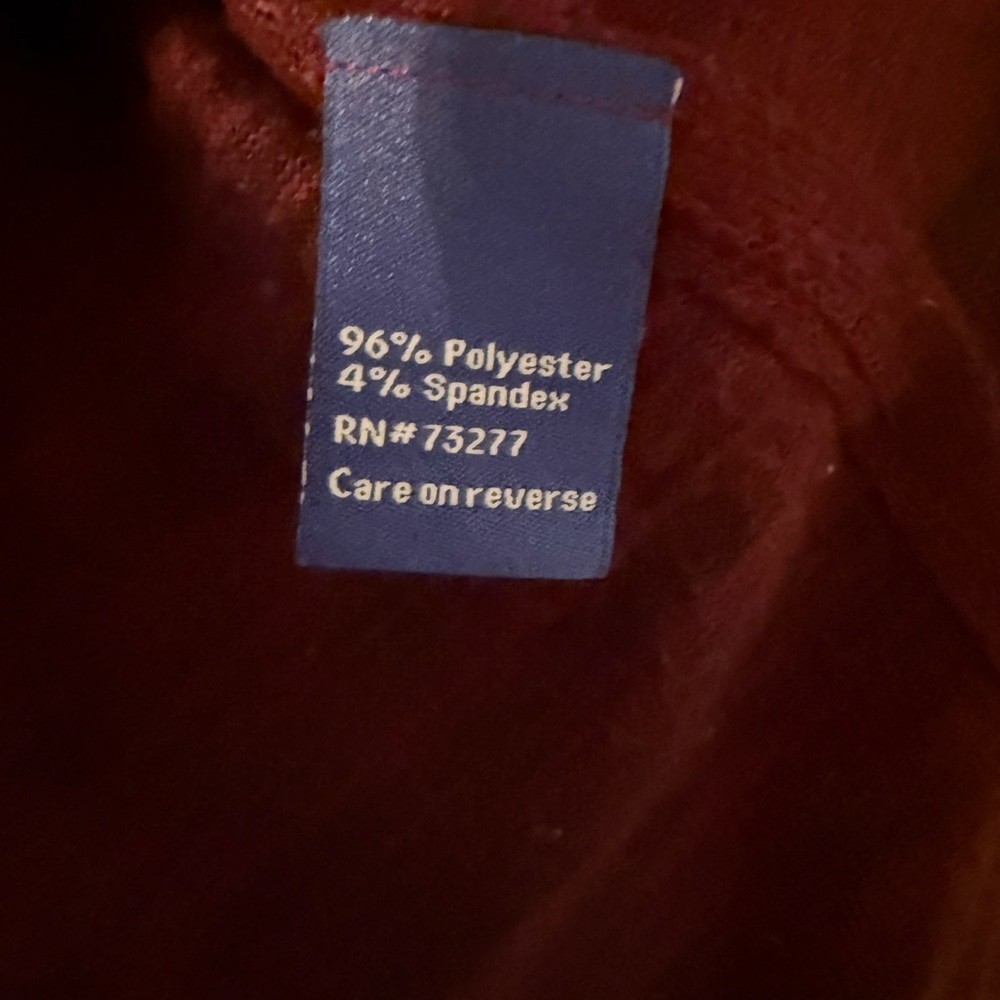 96% Polyester
4% Spandex
RN#73277
Care on reverse